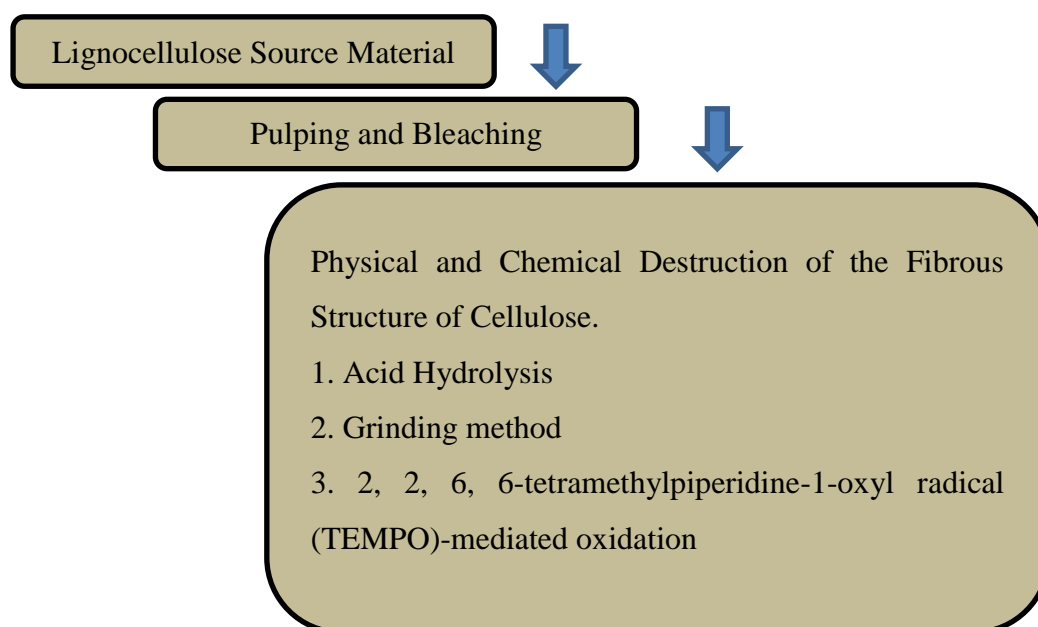 Lignocellulose Source Material
Pulping and Bleaching
Physical and Chemical Destruction of the Fibrous
Structure of Cellulose.
1. Acid Hydrolysis
2. Grinding method
3. 2, 2, 6, 6-tetramethylpiperidine-1-oxyl radical
(TEMPO)-mediated oxidation